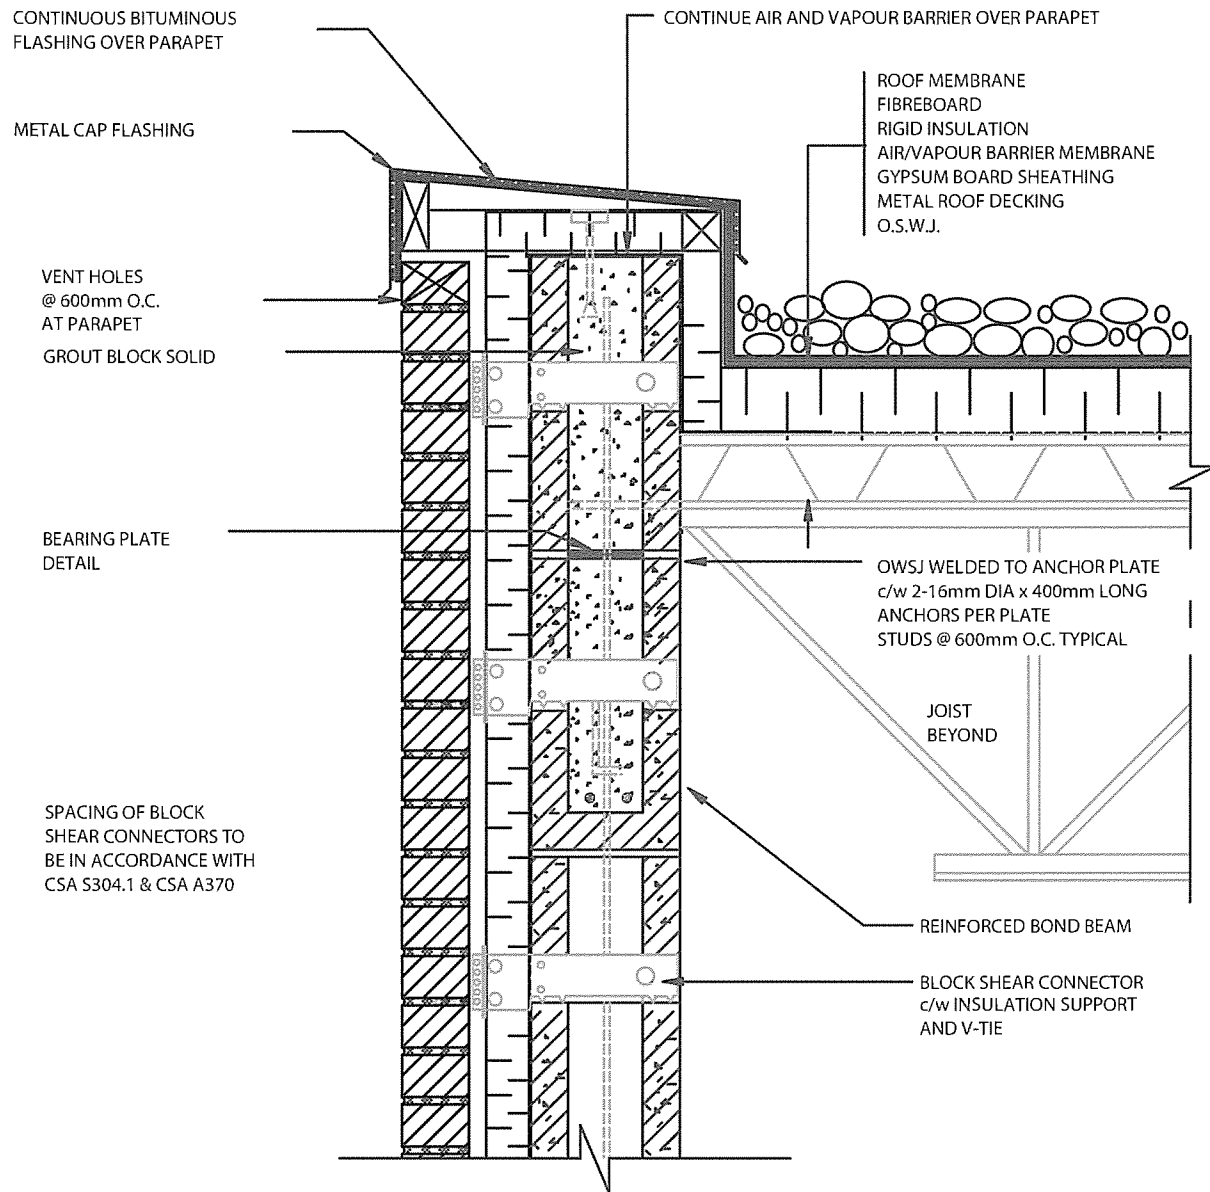 CONTINUOUS BITUMINOUS
FLASHING OVER PARAPET
CONTINUE AIR AND VAPOUR BARRIER OVER PARAPET
METAL CAP FLASHING
ROOF MEMBRANE
FIBREBOARD
RIGID INSULATION
AIR/VAPOUR BARRIER MEMBRANE
GYPSUM BOARD SHEATHING
METAL ROOF DECKING
O.S.W.J.
VENT HOLES
@ 600mm O.C.
AT PARAPET
GROUT BLOCK SOLID
BEARING PLATE
DETAIL
OWSJ WELDED TO ANCHOR PLATE
c/w 2-16mm DIA x 400mm LONG
ANCHORS PER PLATE
STUDS @ 600mm O.C. TYPICAL
JOIST
BEYOND
SPACING OF BLOCK
SHEAR CONNECTORS TO
BE IN ACCORDANCE WITH
CSA S304.1 & CSA A370
REINFORCED BOND BEAM
BLOCK SHEAR CONNECTOR
c/w INSULATION SUPPORT
AND V-TIE